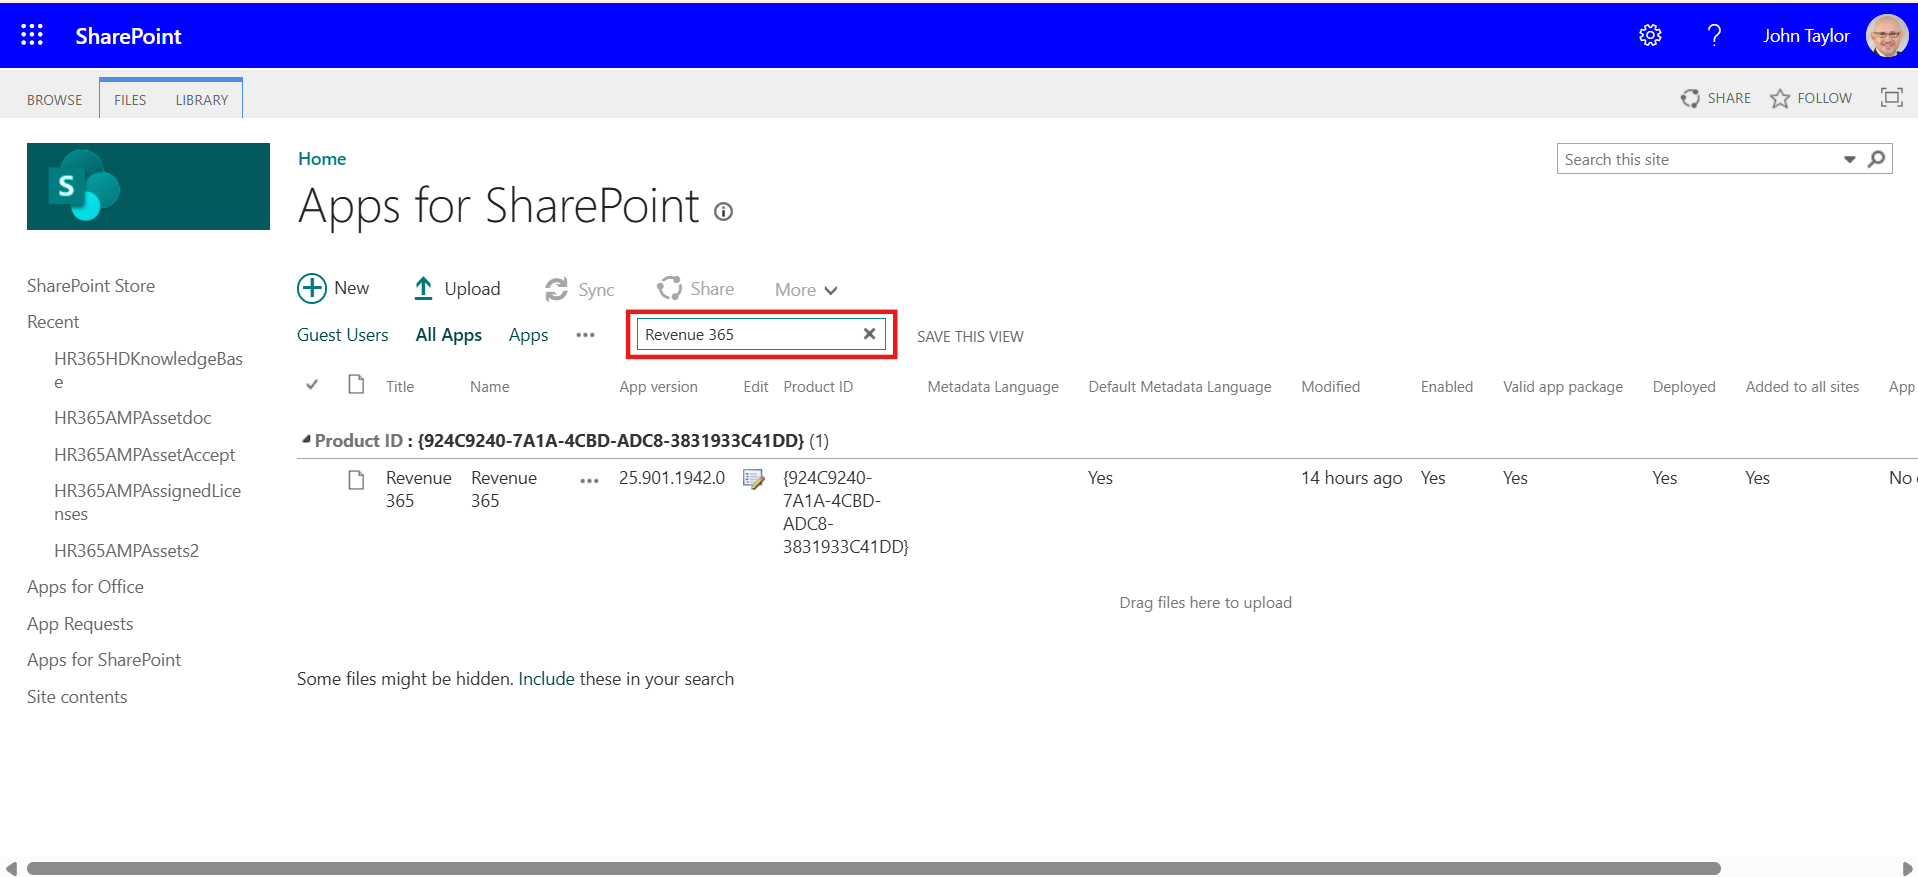 SharePoint
John Taylor
BROWSE
FILES
LIBRARY
SHARE
FOLLOW
S
Home
Search this site
Apps for SharePoint
SharePoint Store
Recent
HR365HDKnowledgeBas
e
HR365AMPAssetdoc
HR365AMPAssetAccept
HR365AMPAssignedLice
nses
HR365AMPAssets2
Apps for Office
App Requests
Apps for SharePoint
Site contents
New
Upload
Sync
Share
More
Guest Users
All Apps
Apps
Revenue 365
SAVE THIS VIEW
Title
Name
App version
Edit
Product ID
Metadata Language
Default Metadata Language
Modified
Enabled
Valid app package
Deployed
Added to all sites
App
Product ID : {924C9240-7A1A-4CBD-ADC8-3831933C41DD} (1)
Revenue
365
Revenue
365
25.901.1942.0
{924C9240-
7A1A-4CBD-
ADC8-
3831933C41DD}
Yes
14 hours ago
Yes
Yes
Yes
Yes
No
Drag files here to upload
Some files might be hidden. Include these in your search